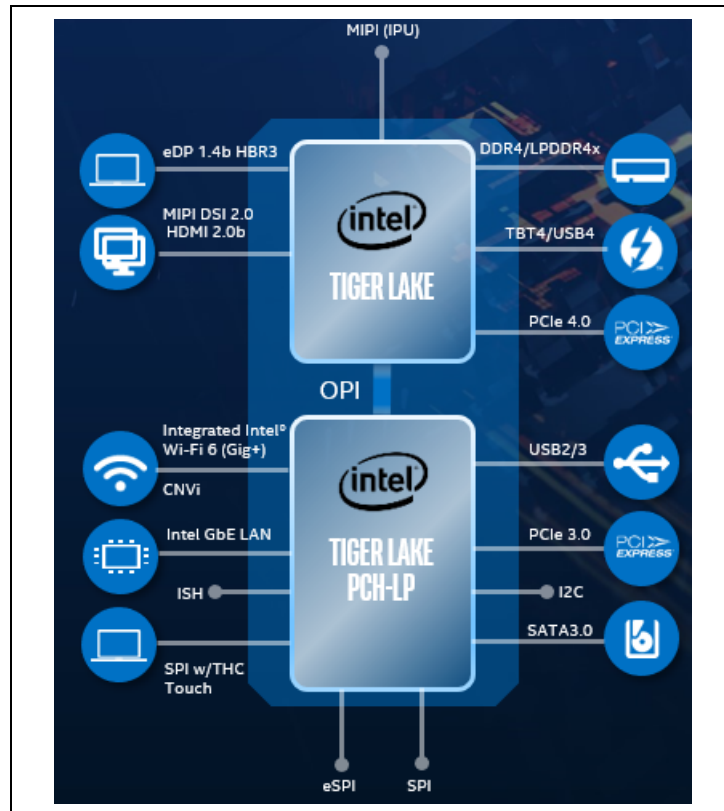 MIPI (IPU)
eDP 1.4b HBR3
DDR4/LPDDR4x
intel
MIPI DSI 2.0
HDMI 2.0b
TBT4/USB4
TIGER LAKE
PCIe 4.0
PCI
EXPRESS
OPI
Integrated Intel®
Wi-Fi 6 (Gig+)
CNVi
USB2/3
intel
Intel GbE LAN
PCIe 3.0
PCI
EXPRESS
TIGER LAKE
PCH-LP
ISH
I2C
SATA3.0
SPI w/THC
Touch
eSPI
SPI